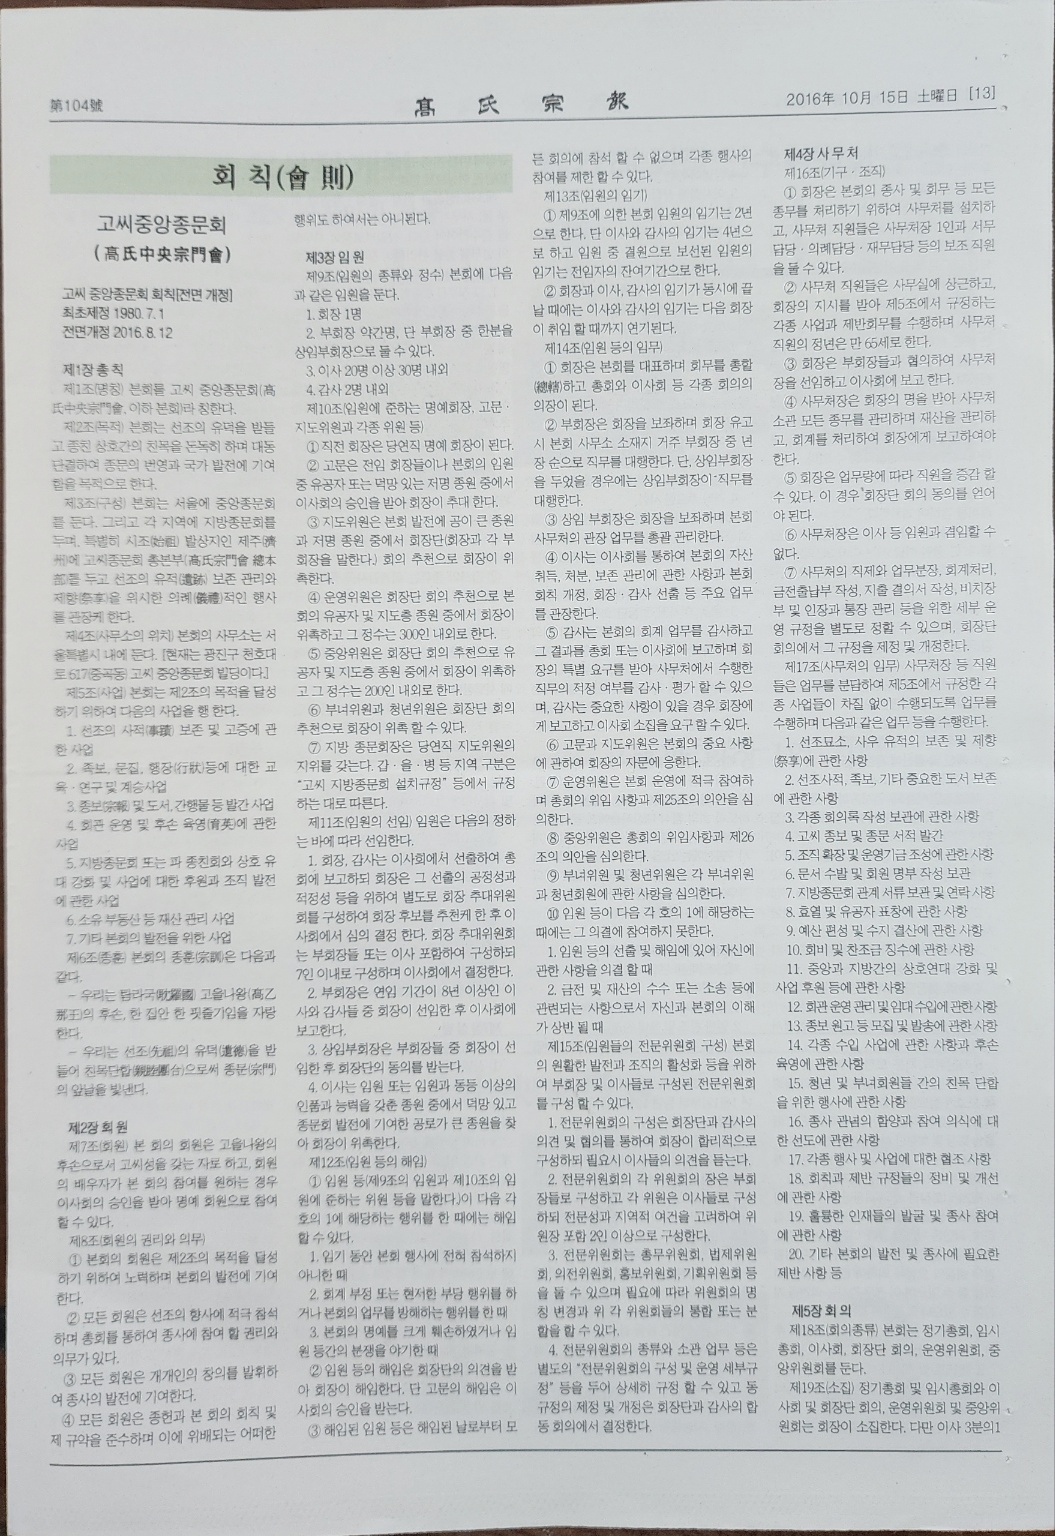 第104號
髙氏宗報
2016年 10月 15日 土曜日 [13]
회 칙(會 則)
고씨중앙종문회
(髙氏中央宗門會)
고씨 중앙종문회 회칙[전면 개정]
최초제정 1980. 7. 1
전면개정 2016. 8. 12
제1장 총 칙
제1조(명칭) 본회를 고씨 중앙종문회(髙
氏中央宗門會, 이하 본회)라 칭한다.
제2조(목적) 본회는 선조의 유덕을 받들
고 종친 상호간의 친목을 돈독히 하며 대동
단결하여 종문의 번영과 국가 발전에 기여
함을 목적으로 한다.
제3조(구성) 본회는 서울에 중앙종문회
를 둔다. 그리고 각 지역에 지방종문회를
두며, 특별히 시조(始祖) 발상지인 제주(濟
州)에 고씨종문회 총본부(髙氏宗門會 總本
部)를 두고 선조의 유적(遺跡) 보존 관리와
제향(祭享)을 위시한 의례(儀禮)적인 행사
를 관장케 한다.
제4조(사무소의 위치) 본회의 사무소는 서
울특별시 내에 둔다. [현재는 광진구 천호대
로 617(중곡동) 고씨 중앙종문회 빌딩이다.]
제5조(사업) 본회는 제2조의 목적을 달성
하기 위하여 다음의 사업을 행 한다.
1. 선조의 사적(事蹟) 보존 및 고증에 관
한 사업
2. 족보, 문집, 행장(行狀)등에 대한 교
육·연구 및 계승사업
3. 종보(宗報) 및 도서, 간행물 등 발간 사업
4. 회관 운영 및 후손 육영(育英)에 관한
사업
5. 지방종문회 또는 파 종친회와 상호 유
대 강화 및 사업에 대한 후원과 조직 발전
에 관한 사업
6. 소유 부동산 등 재산 관리 사업
7. 기타 본회의 발전을 위한 사업
제6조(종훈) 본회의 종훈(宗訓)은 다음과
같다.
- 우리는 탐라국(耽羅國) 고을나왕(髙乙
那王)의 후손, 한 집안 한 핏줄기임을 자랑
한다.
- 우리는 선조(先祖)의 유덕(遺德)을 받
들어 친목단합(親睦團合)으로써 종문(宗門)
의 앞날을 빛낸다.
제2장 회 원
제7조(회원) 본 회의 회원은 고을나왕의
후손으로서 고씨성을 갖는 자로 하고, 회원
의 배우자가 본 회의 참여를 원하는 경우
이사회의 승인을 받아 명예 회원으로 참여
할 수 있다.
제8조(회원의 권리와 의무)
① 본회의 회원은 제2조의 목적을 달성
하기 위하여 노력하며 본회의 발전에 기여
한다.
② 모든 회원은 선조의 향사에 적극 참석
하며 총회를 통하여 종사에 참여 할 권리와
의무가 있다.
③ 모든 회원은 개개인의 창의를 발휘하
여 종사의 발전에 기여한다.
④ 모든 회원은 종헌과 본 회의 회칙 및
제 규약을 준수하며 이에 위배되는 어떠한
행위도 하여서는 아니된다.
제3장 임 원
제9조(임원의 종류와 정수) 본회에 다음
과 같은 임원을 둔다.
1. 회장 1명
2. 부회장 약간명, 단 부회장 중 한분을
상임부회장으로 둘 수 있다.
3. 이사 20명 이상 30명 내외
4. 감사 2명 내외
제10조(임원에 준하는 명예회장, 고문·
지도위원과 각종 위원 등)
① 직전 회장은 당연직 명예 회장이 된다.
② 고문은 전임 회장들이나 본회의 임원
중 유공자 또는 덕망 있는 저명 종원 중에서
이사회의 승인을 받아 회장이 추대 한다.
③ 지도위원은 본회 발전에 공이 큰 종원
과 저명 종원 중에서 회장단(회장과 각 부
회장을 말한다.) 회의 추천으로 회장이 위
촉한다.
④ 운영위원은 회장단 회의 추천으로 본
회의 유공자 및 지도층 종원 중에서 회장이
위촉하고 그 정수는 300인 내외로 한다.
⑤ 중앙위원은 회장단 회의 추천으로 유
공자 및 지도층 종원 중에서 회장이 위촉하
고 그 정수는 200인 내외로 한다.
⑥ 부녀위원과 청년위원은 회장단 회의
추천으로 회장이 위촉 할 수 있다.
⑦ 지방 종문회장은 당연직 지도위원의
지위를 갖는다. 갑·을·병 등 지역 구분은
"고씨 지방종문회 설치규정" 등에서 규정
하는 대로 따른다.
제11조(임원의 선임) 임원은 다음의 정하
는 바에 따라 선임한다.
1. 회장, 감사는 이사회에서 선출하여 총
회에 보고하되 회장은 그 선출의 공정성과
적정성 등을 위하여 별도로 회장 추대위원
회를 구성하여 회장 후보를 추천케 한 후 이
사회에서 심의 결정 한다. 회장 추대위원회
는 부회장들 또는 이사 포함하여 구성하되
7인 이내로 구성하며 이사회에서 결정한다.
2. 부회장은 연임 기간이 8년 이상인 이
사와 감사들 중 회장이 선임한 후 이사회에
보고한다.
3. 상임부회장은 부회장들 중 회장이 선
임한 후 회장단의 동의를 받는다.
4. 이사는 임원 또는 임원과 동등 이상의
인품과 능력을 갖춘 종원 중에서 덕망 있고
종문회 발전에 기여한 공로가 큰 종원을 찾
아 회장이 위촉한다.
제12조(임원 등의 해임)
① 임원 등(제9조의 임원과 제10조의 임
원에 준하는 위원 등을 말한다.)이 다음 각
호의 1에 해당하는 행위를 한 때에는 해임
할 수 있다.
1. 임기 동안 본회 행사에 전혀 참석하지
아니한 때
2. 회계 부정 또는 현저한 부당 행위를 하
거나 본회의 업무를 방해하는 행위를 한 때
3. 본회의 명예를 크게 훼손하였거나 임
원 등간의 분쟁을 야기한 때
② 임원 등의 해임은 회장단의 의견을 받
아 회장이 해임한다. 단 고문의 해임은 이
사회의 승인을 받는다.
③ 해임된 임원 등은 해임된 날로부터 모
든 회의에 참석 할 수 없으며 각종 행사의
참여를 제한 할 수 있다.
제13조(임원의 임기)
① 제9조에 의한 본회 임원의 임기는 2년
으로 한다. 단 이사와 감사의 임기는 4년으
로 하고 임원 중 결원으로 보선된 임원의
임기는 전임자의 잔여기간으로 한다.
② 회장과 이사, 감사의 임기가 동시에 끝
날 때에는 이사와 감사의 임기는 다음 회장
이 취임 할 때까지 연기된다.
제14조(임원 등의 임무)
① 회장은 본회를 대표하며 회무를 총할
(總轄)하고 총회와 이사회 등 각종 회의의
의장이 된다.
② 부회장은 회장을 보좌하며 회장 유고
시 본회 사무소 소재지 거주 부회장 중 년
장 순으로 직무를 대행한다. 단, 상임부회장
을 두었을 경우에는 상임부회장이 직무를
대행한다.
③ 상임 부회장은 회장을 보좌하며 본회
사무처의 관장 업무를 총괄 관리한다.
④ 이사는 이사회를 통하여 본회의 자산
취득, 처분, 보존 관리에 관한 사항과 본회
회칙 개정, 회장·감사 선출 등 주요 업무
를 관장한다.
⑤ 감사는 본회의 회계 업무를 감사하고
그 결과를 총회 또는 이사회에 보고하며 회
장의 특별 요구를 받아 사무처에서 수행한
직무의 적정 여부를 감사·평가 할 수 있으
며, 감사는 중요한 사항이 있을 경우 회장에
게 보고하고 이사회 소집을 요구 할 수 있다.
⑥ 고문과 지도위원은 본회의 중요 사항
에 관하여 회장의 자문에 응한다.
⑦ 운영위원은 본회 운영에 적극 참여하
며 총회의 위임 사항과 제25조의 의안을 심
의한다.
⑧ 중앙위원은 총회의 위임사항과 제26
조의 의안을 심의한다.
⑨ 부녀위원 및 청년위원은 각 부녀위원
과 청년회원에 관한 사항을 심의한다.
⑩ 임원 등이 다음 각 호의 1에 해당하는
때에는 그 의결에 참여하지 못한다.
1. 임원 등의 선출 및 해임에 있어 자신에
관한 사항을 의결 할 때
2. 금전 및 재산의 수수 또는 소송 등에
관련되는 사항으로서 자신과 본회의 이해
가 상반 될 때
제15조(임원들의 전문위원회 구성) 본회
의 원활한 발전과 조직의 활성화 등을 위하
여 부회장 및 이사들로 구성된 전문위원회
를 구성 할 수 있다.
1. 전문위원회의 구성은 회장단과 감사의
의견 및 협의를 통하여 회장이 합리적으로
구성하되 필요시 이사들의 의견을 듣는다.
2. 전문위원회의 각 위원회의 장은 부회
장들로 구성하고 각 위원은 이사들로 구성
하되 전문성과 지역적 여건을 고려하여 위
원장 포함 2인 이상으로 구성한다.
3. 전문위원회는 총무위원회, 법제위원
회, 의전위원회, 홍보위원회, 기획위원회 등
을 둘 수 있으며 필요에 따라 위원회의 명
칭 변경과 위 각 위원회들의 통합 또는 분
할을 할 수 있다.
4. 전문위원회의 종류와 소관 업무 등은
별도의 "전문위원회의 구성 및 운영 세부규
정" 등을 두어 상세히 규정 할 수 있고 동
규정의 제정 및 개정은 회장단과 감사의 합
동 회의에서 결정한다.
제4장 사 무 처
제16조(기구·조직)
① 회장은 본회의 종사 및 회무 등 모든
종무를 처리하기 위하여 사무처를 설치하
고, 사무처 직원들은 사무처장 1인과 서무
담당·의례담당·재무담당 등의 보조 직원
을 둘 수 있다.
② 사무처 직원들은 사무실에 상근하고,
회장의 지시를 받아 제5조에서 규정하는
각종 사업과 제반회무를 수행하며 사무처
직원의 정년은 만 65세로 한다.
③ 회장은 부회장들과 협의하여 사무처
장을 선임하고 이사회에 보고 한다.
④ 사무처장은 회장의 명을 받아 사무처
소관 모든 종무를 관리하며 재산을 관리하
고, 회계를 처리하여 회장에게 보고하여야
한다.
⑤ 회장은 업무량에 따라 직원을 증감 할
수 있다. 이 경우 회장단 회의 동의를 얻어
야 된다.
⑥ 사무처장은 이사 등 임원과 겸임할 수
없다.
⑦ 사무처의 직제와 업무분장, 회계처리,
금전출납부 작성, 지출 결의서 작성, 비치장
부 및 인장과 통장 관리 등을 위한 세부 운
영 규정을 별도로 정할 수 있으며, 회장단
회의에서 그 규정을 제정 및 개정한다.
제17조(사무처의 임무) 사무처장 등 직원
들은 업무를 분답하여 제5조에서 규정한 각
종 사업들이 차질 없이 수행되도록 업무를
수행하며 다음과 같은 업무 등을 수행한다.
1. 선조묘소, 사우 유적의 보존 및 제향
(祭享)에 관한 사항
2. 선조사적, 족보, 기타 중요한 도서 보존
에 관한 사항
3. 각종 회의록 작성 보관에 관한 사항
4. 고씨 종보 및 종문 서적 발간
5. 조직 확장 및 운영기금 조성에 관한 사항
6. 문서 수발 및 회원 명부 작성 보관
7. 지방종문회 관계 서류 보관 및 연락 사항
8. 효열 및 유공자 표창에 관한 사항
9. 예산 편성 및 수지 결산에 관한 사항
10. 회비 및 찬조금 징수에 관한 사항
11. 중앙과 지방간의 상호연대 강화 및
사업 후원 등에 관한 사항
12. 회관 운영 관리 및 임대 수입에 관한 사항
13. 종보 원고 등 모집 및 발송에 관한 사항
14. 각종 수입 사업에 관한 사항과 후손
육영에 관한 사항
15. 청년 및 부녀회원들 간의 친목 단합
을 위한 행사에 관한 사항
16. 종사 관념의 함양과 참여 의식에 대
한 선도에 관한 사항
17. 각종 행사 및 사업에 대한 협조 사항
18. 회칙과 제반 규정들의 정비 및 개선
에 관한 사항
19. 훌륭한 인재들의 발굴 및 종사 참여
에 관한 사항
20. 기타 본회의 발전 및 종사에 필요한
제반 사항 등
제5장 회 의
제18조(회의종류) 본회는 정기총회, 임시
총회, 이사회, 회장단 회의, 운영위원회, 중
앙위원회를 둔다.
제19조(소집) 정기총회 및 임시총회와 이
사회 및 회장단 회의, 운영위원회 및 중앙위
원회는 회장이 소집한다. 다만 이사 3분의1